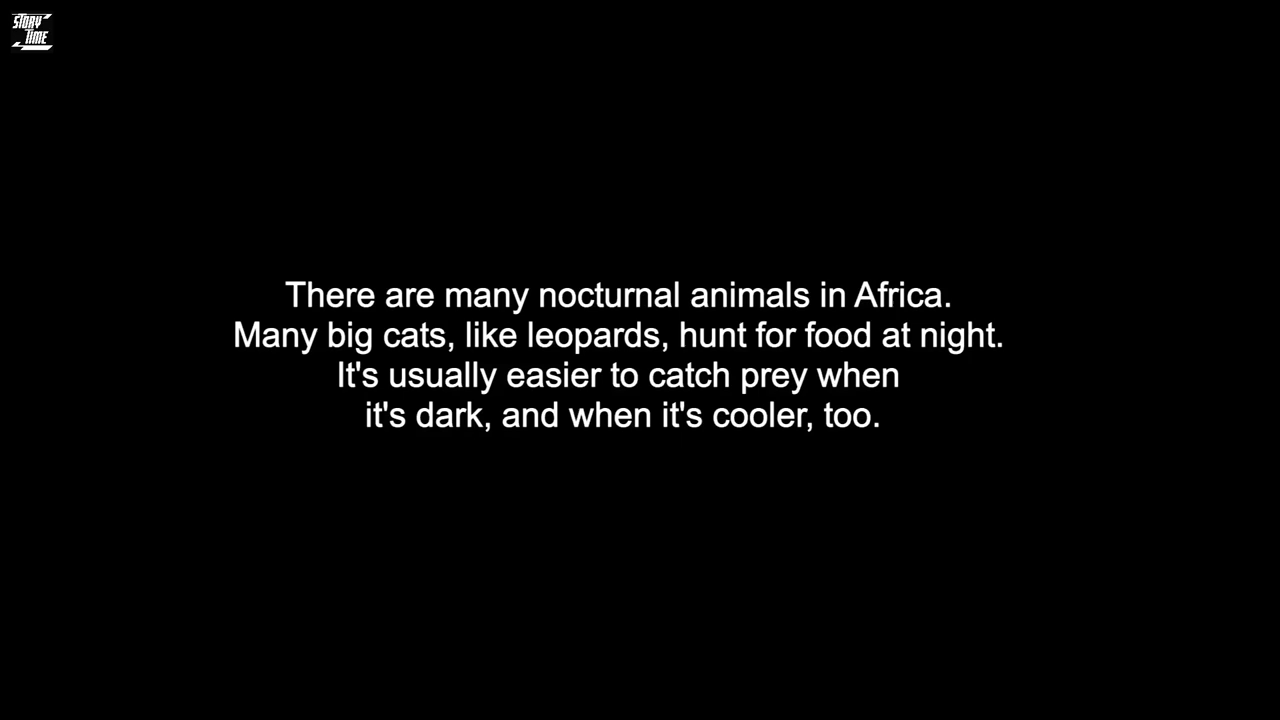 STORY
TIME
There are many nocturnal animals in Africa.
Many big cats, like leopards, hunt for food at night.
It's usually easier to catch prey when
it's dark, and when it's cooler, too.